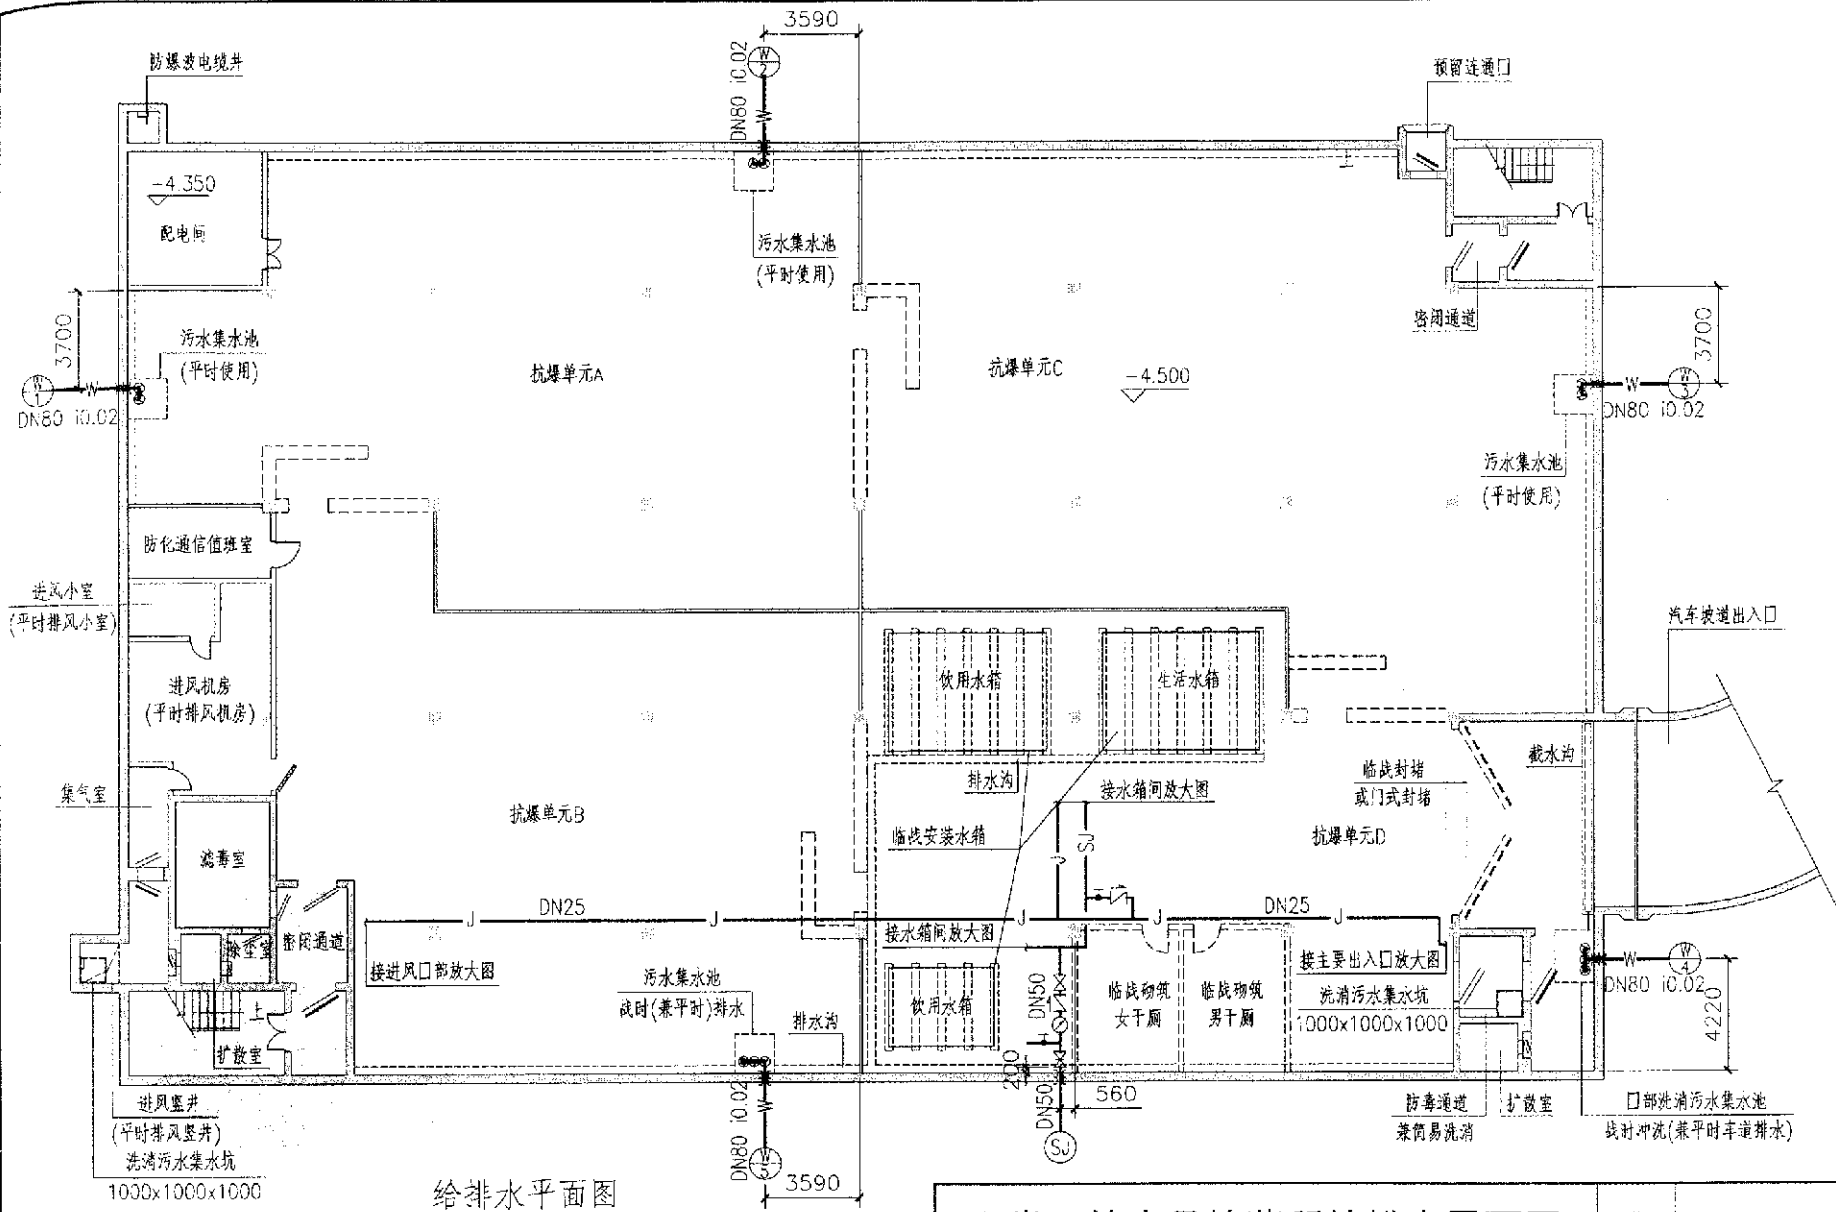 3590
防爆波电缆井
W
2
DN80 i0.02
W
预留连通口
-4.350
配电间
污水集水池
(平时使用)
3700
污水集水池
(平时使用)
W
1
W
DN80 i0.02
抗爆单元A
抗爆单元C
-4.500
密闭通道
3700
W
W
3
DN80 i0.02
污水集水池
(平时使用)
防化通信值班室
进风小室
(平时排风小室)
进风机房
(平时排风机房)
集气室
滤毒室
除尘室
密闭通道
上
扩散室
抗爆单元B
饮用水箱
生活水箱
排水沟
接水箱间放大图
临战安装水箱
J
SJ
抗爆单元D
临战封堵
或门式封堵
截水沟
汽车坡道出入口
J
DN25
J
J
J
DN25
J
接进风口部放大图
接水箱间放大图
接主要出入口放大图
污水集水池
战时(兼平时)排水
排水沟
饮用水箱
DN50
临战砌筑
女干厕
临战砌筑
男干厕
洗消污水集水坑
1000x1000x1000
W
W
4
DN80 i0.02
4220
200
DN50
560
SJ
进风竖井
(平时排风竖井)
洗消污水集水坑
1000x1000x1000
DN80 i0.02
W
W
5
3590
防毒通道
兼简易洗消
扩散室
口部洗消污水集水池
战时冲洗(兼平时车道排水)
给排水平面图